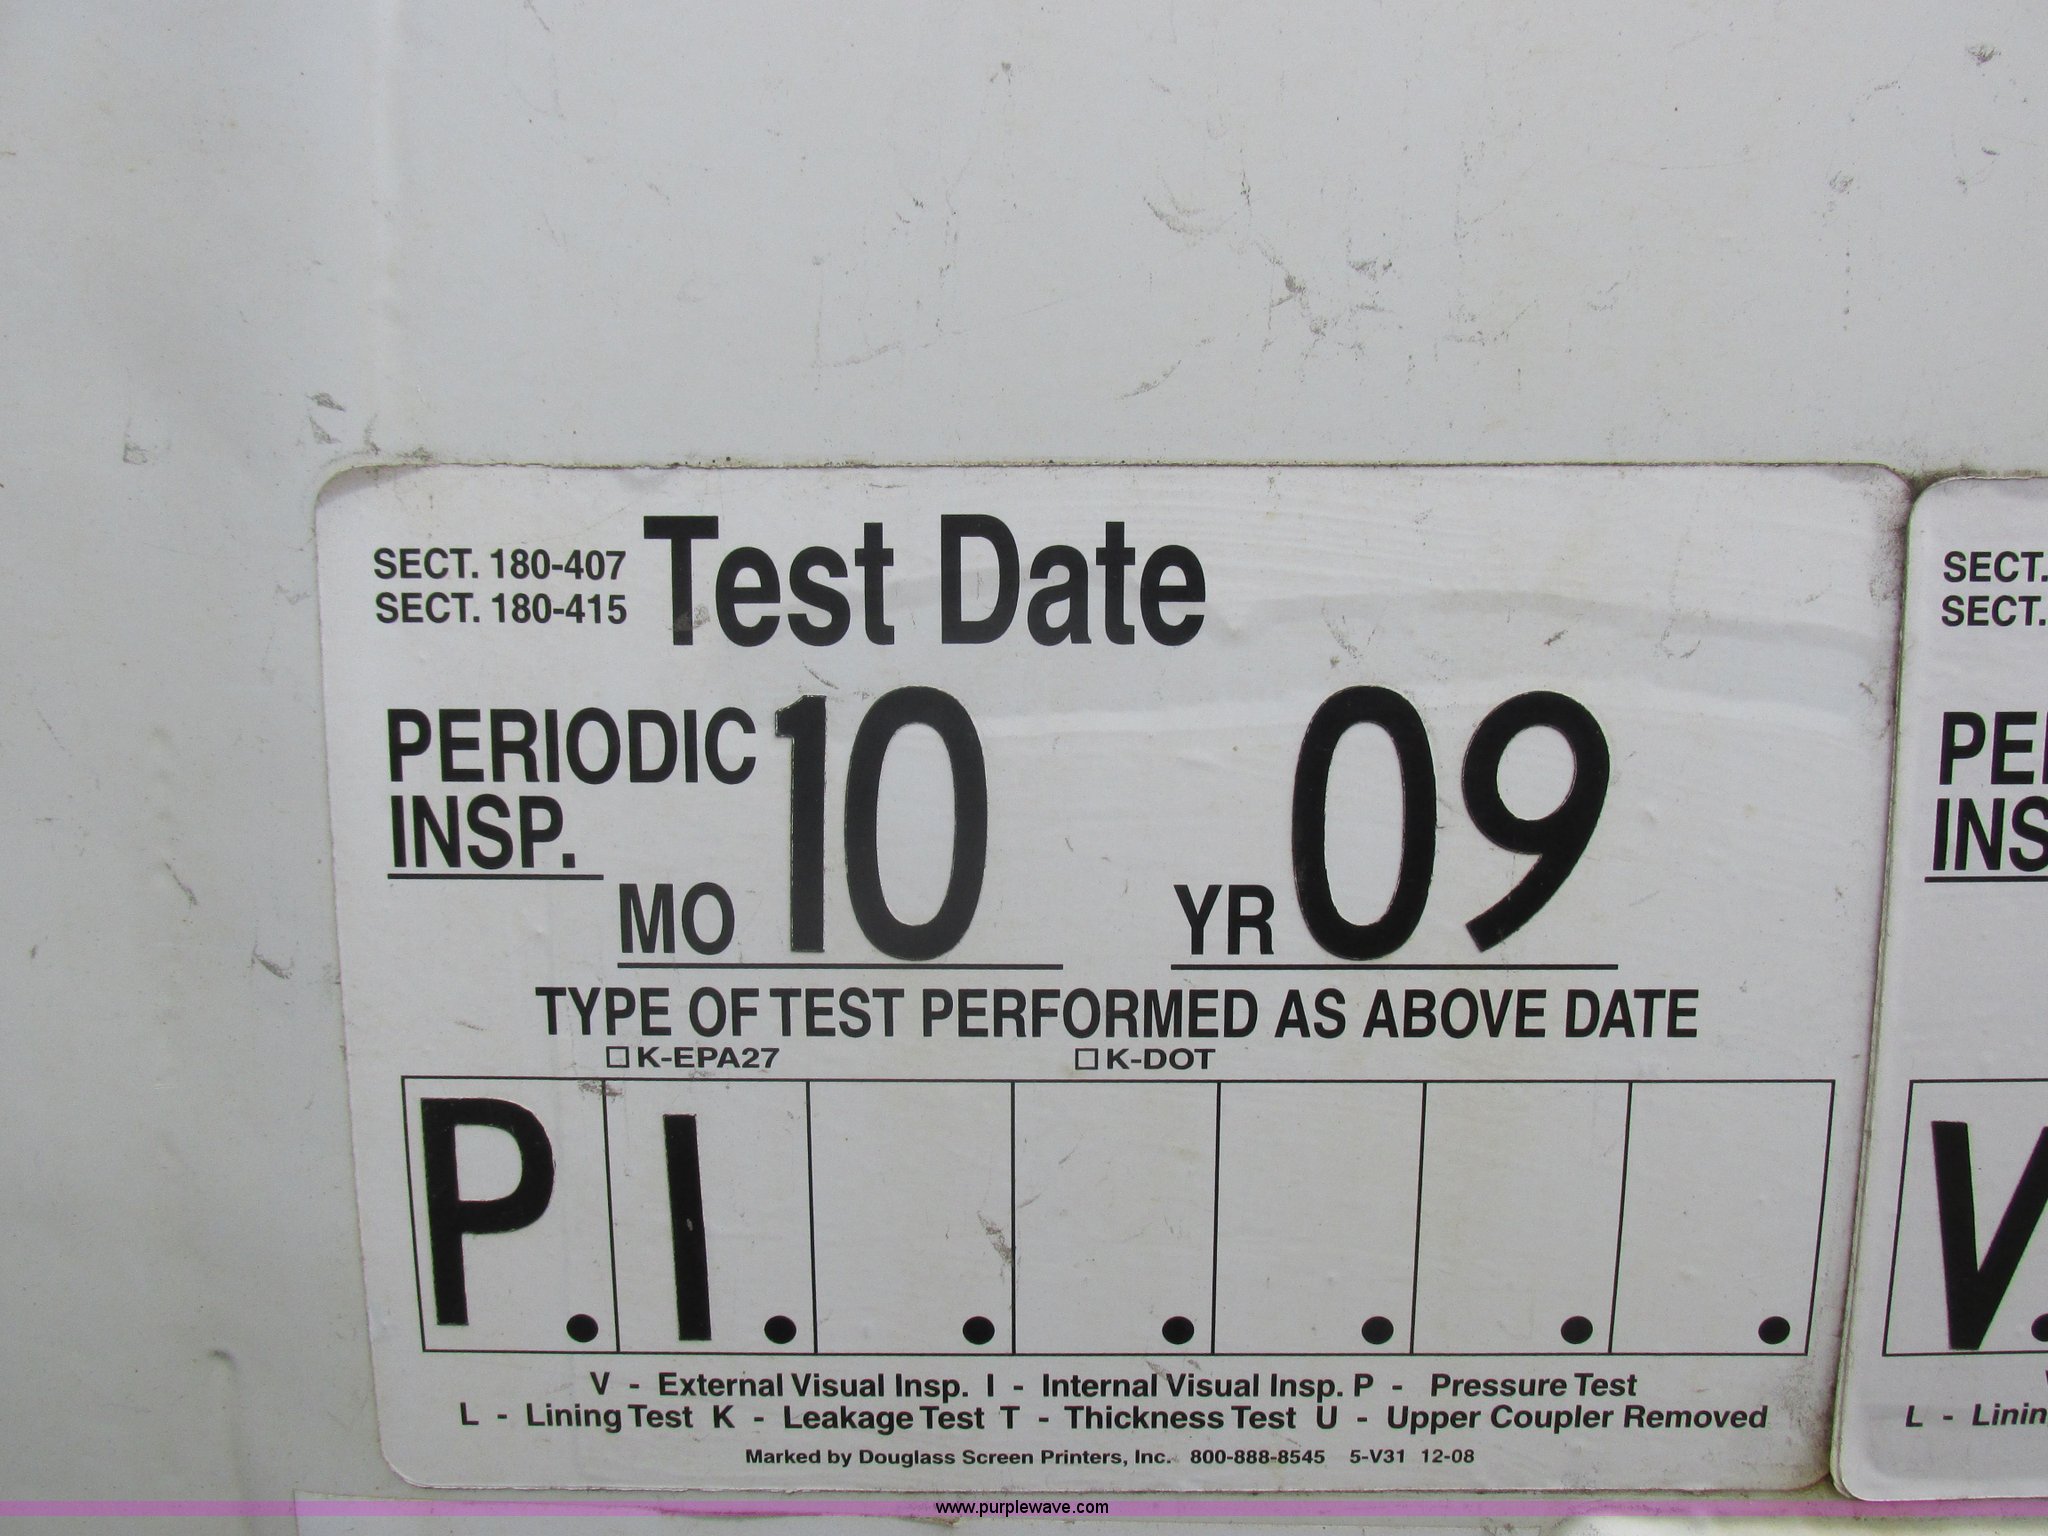 SECT. 180-407 Test Date
SECT. 180-415
PERIODIC
INSP.
MO 10 YR 09
TYPE OF TEST PERFORMED AS ABOVE DATE
☐ K-EPA27 ☐ K-DOT
P. I. . . . . .
V - External Visual Insp. I - Internal Visual Insp. P - Pressure Test
L - Lining Test K - Leakage Test T - Thickness Test U - Upper Coupler Removed
Marked by Douglass Screen Printers, Inc. 800-888-8545 5-V31 12-08
SECT.
SECT.
PE
INS
V.
L - Linin
www.purplewave.com